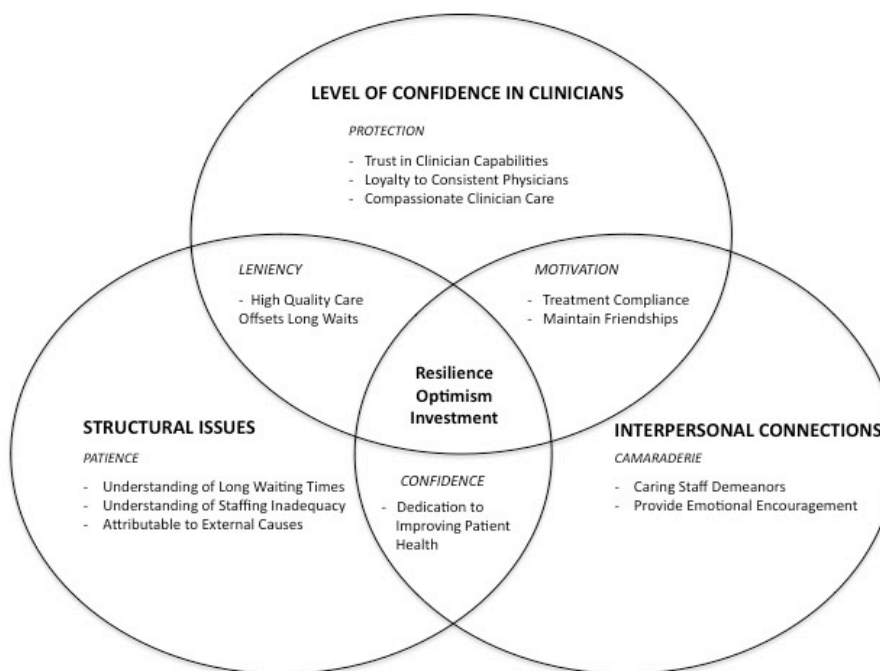 LEVEL OF CONFIDENCE IN CLINICIANS
PROTECTION
- Trust in Clinician Capabilities
- Loyalty to Consistent Physicians
- Compassionate Clinician Care
LENIENCY
- High Quality Care
Offsets Long Waits
MOTIVATION
- Treatment Compliance
- Maintain Friendships
Resilience
Optimism
Investment
STRUCTURAL ISSUES
PATIENCE
- Understanding of Long Waiting Times
- Understanding of Staffing Inadequacy
- Attributable to External Causes
CONFIDENCE
- Dedication to
Improving Patient
Health
INTERPERSONAL CONNECTIONS
CAMARADERIE
- Caring Staff Demeanors
- Provide Emotional Encouragement